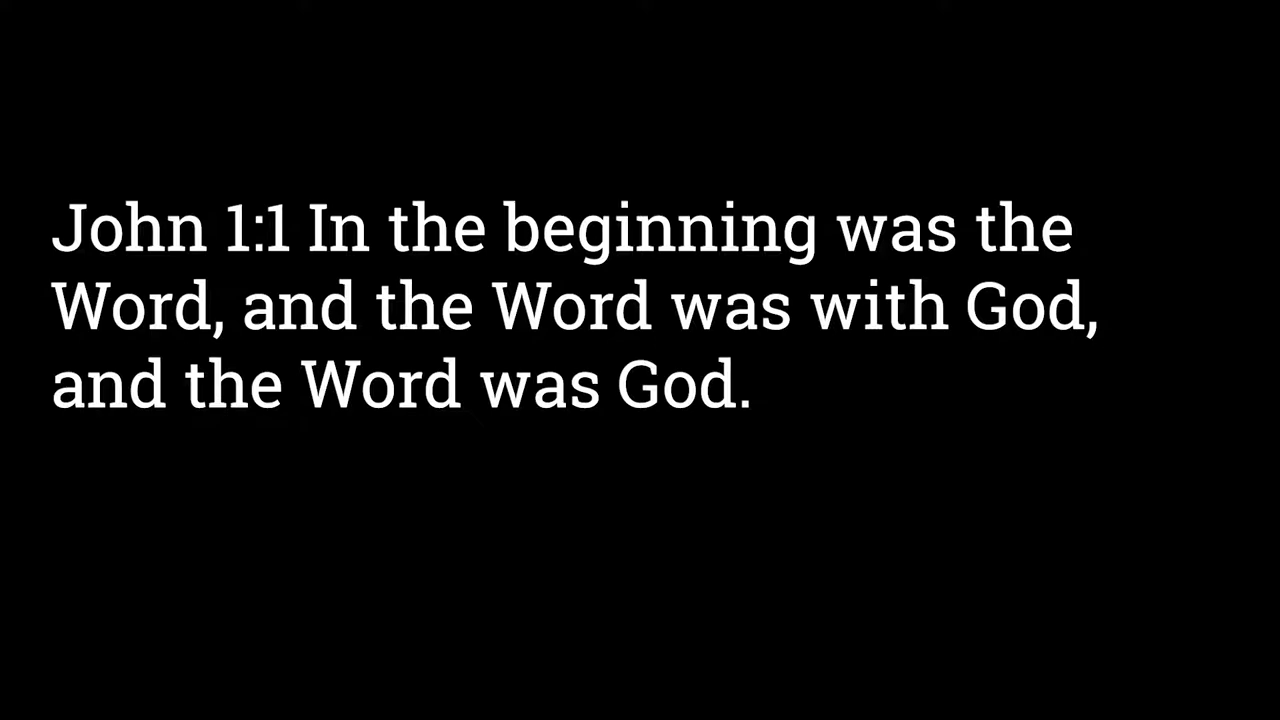 John 1:1 In the beginning was the
Word, and the Word was with God,
and the Word was God.